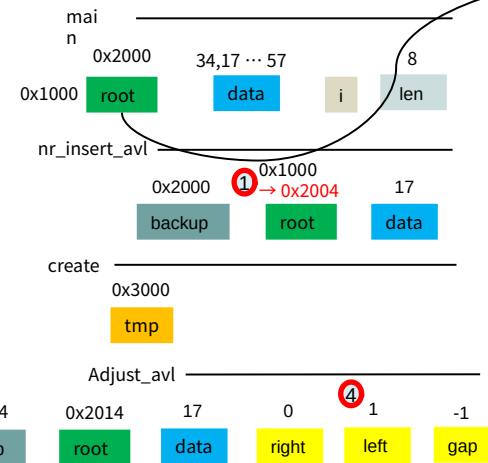 mai
n
0x2000
34,17 ⋯ 57
8
0x1000
root
data
i
len
nr_insert_avl
0x1000
0x2000
1
→ 0x2004
17
backup
root
data
create
0x3000
tmp
Adjust_avl
4
4
0x2014
17
0
1
-1
p
root
data
right
left
gap